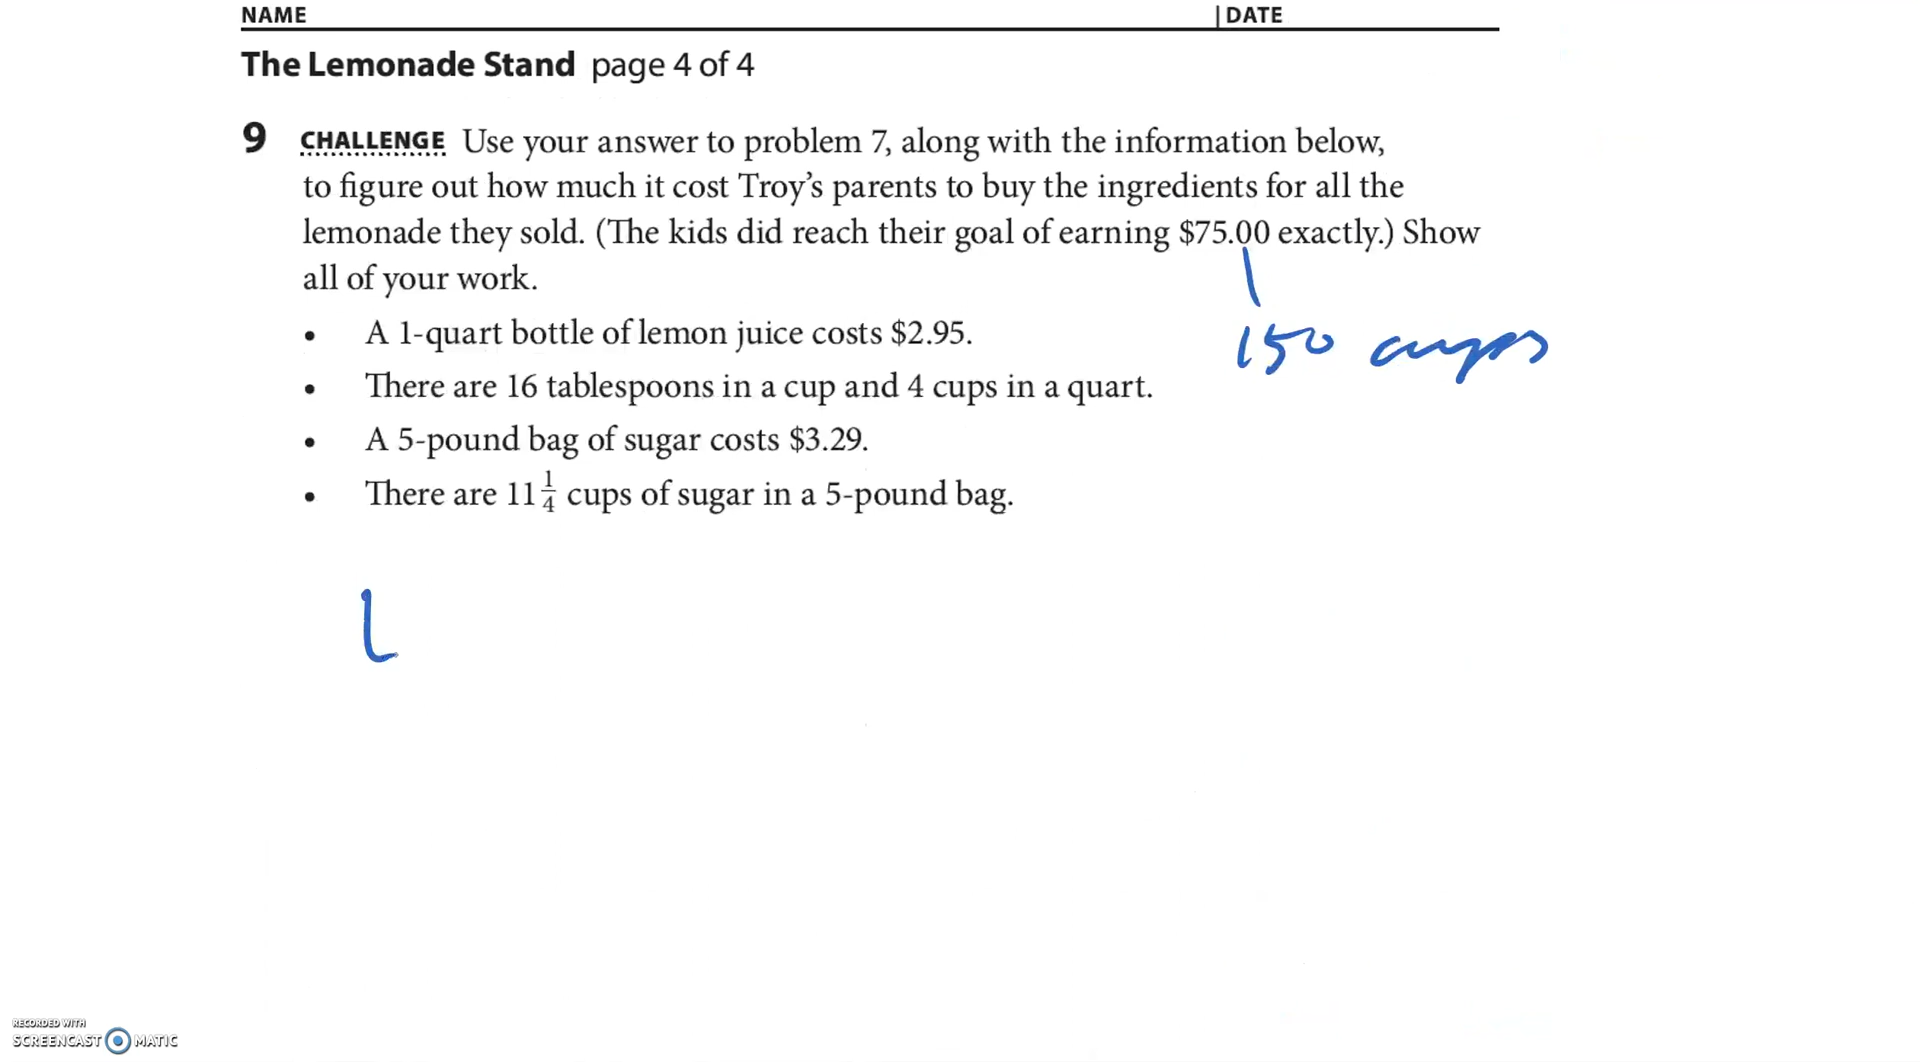 NAME | DATE
The Lemonade Stand page 4 of 4
9 CHALLENGE Use your answer to problem 7, along with the information below,
to figure out how much it cost Troy’s parents to buy the ingredients for all the
lemonade they sold. (The kids did reach their goal of earning $75.00 exactly.) Show
all of your work.
• A 1-quart bottle of lemon juice costs $2.95.
150 cups
• There are 16 tablespoons in a cup and 4 cups in a quart.
• A 5-pound bag of sugar costs $3.29.
• There are 11 1/4 cups of sugar in a 5-pound bag.
L
RECORDED WITH
SCREENCAST MATIC